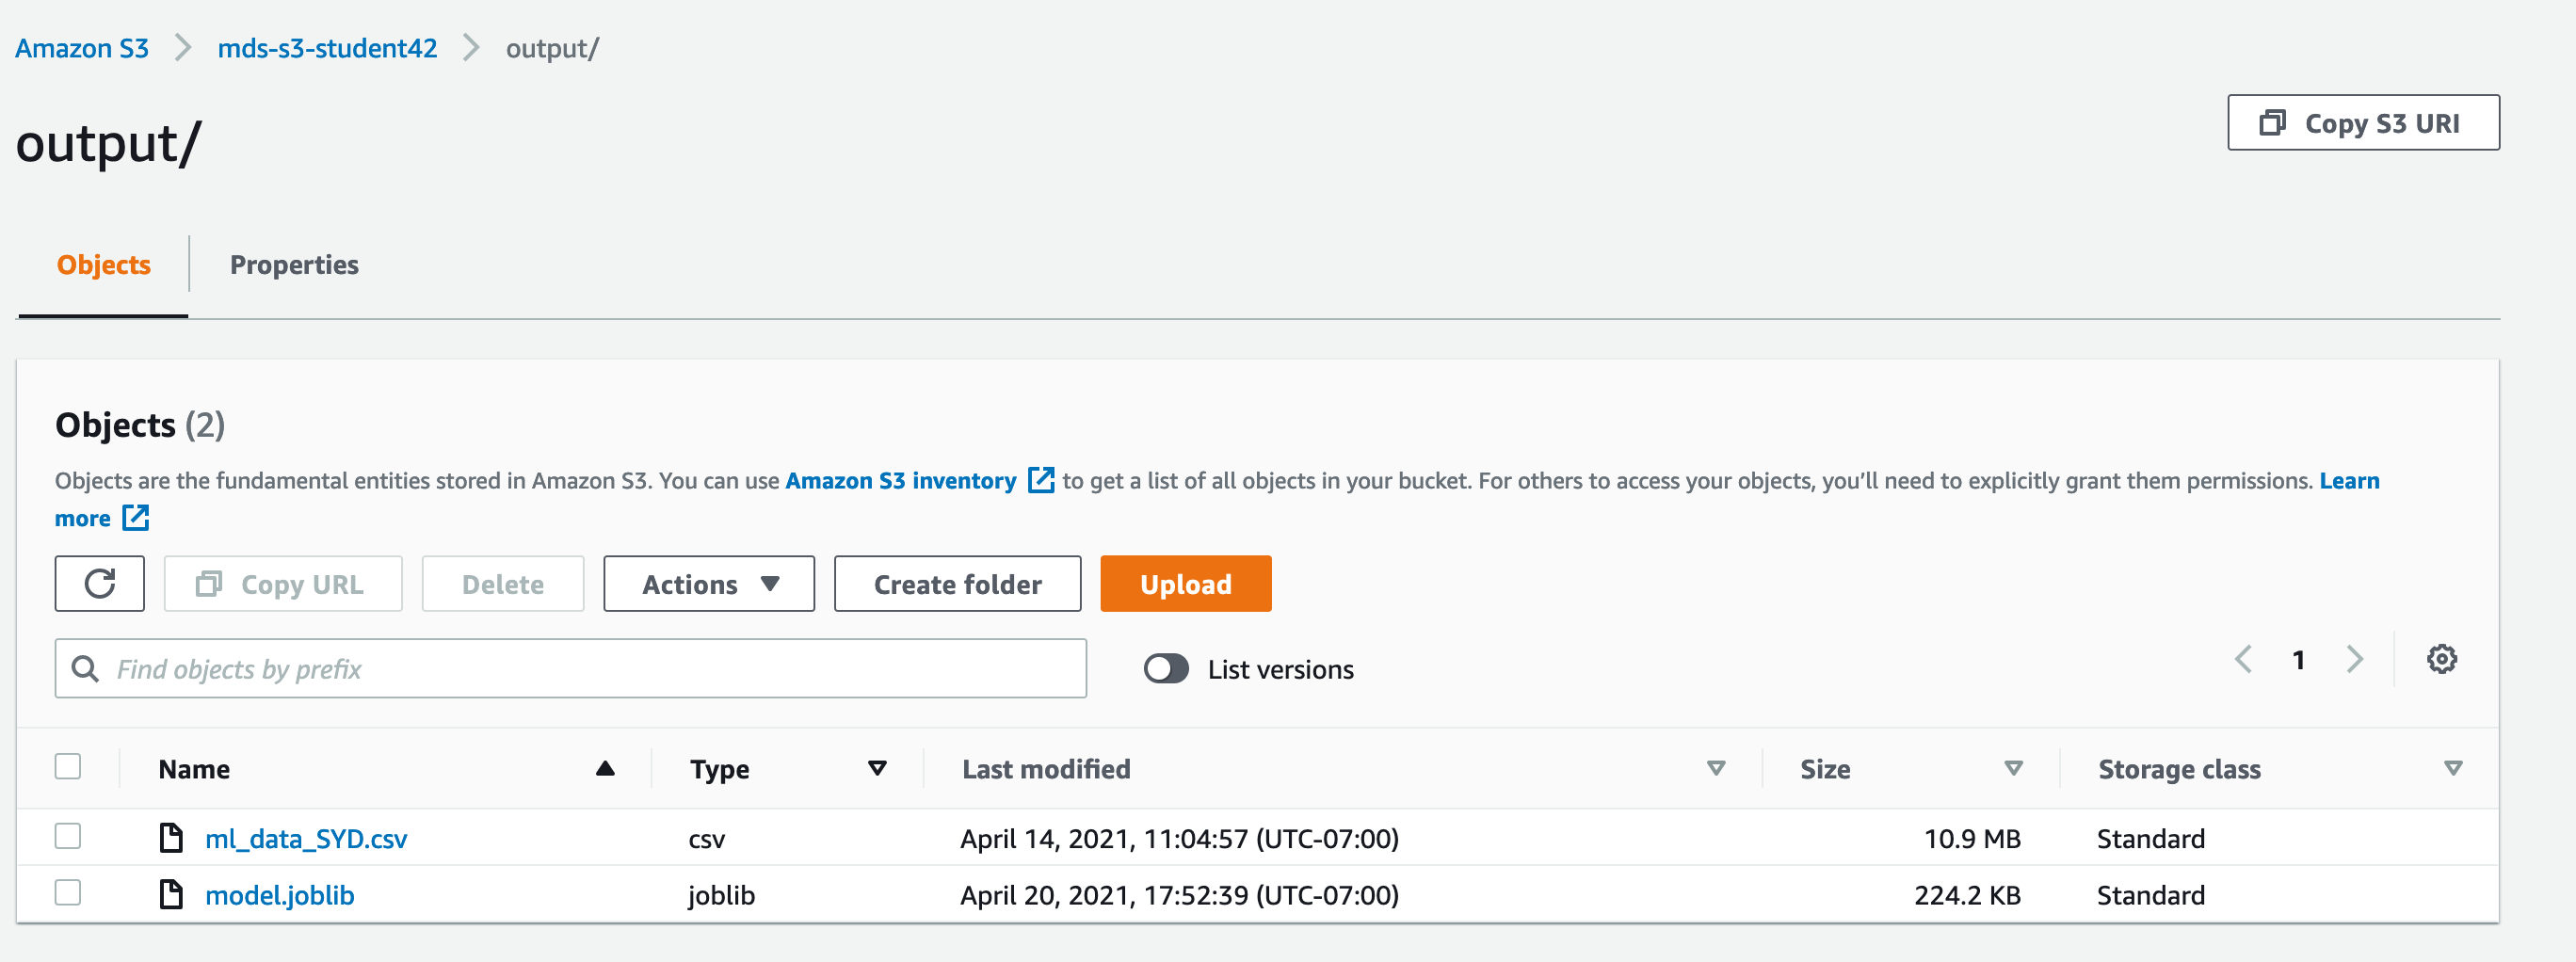 Amazon S3 > mds-s3-student42 > output/
output/
Copy S3 URI
Objects
Properties
Objects (2)
Objects are the fundamental entities stored in Amazon S3. You can use Amazon S3 inventory to get a list of all objects in your bucket. For others to access your objects, you'll need to explicitly grant them permissions. Learn
more
Copy URL Delete Actions Create folder Upload
Find objects by prefix List versions 1
Name Type Last modified Size Storage class
ml_data_SYD.csv csv April 14, 2021, 11:04:57 (UTC-07:00) 10.9 MB Standard
model.joblib joblib April 20, 2021, 17:52:39 (UTC-07:00) 224.2 KB Standard